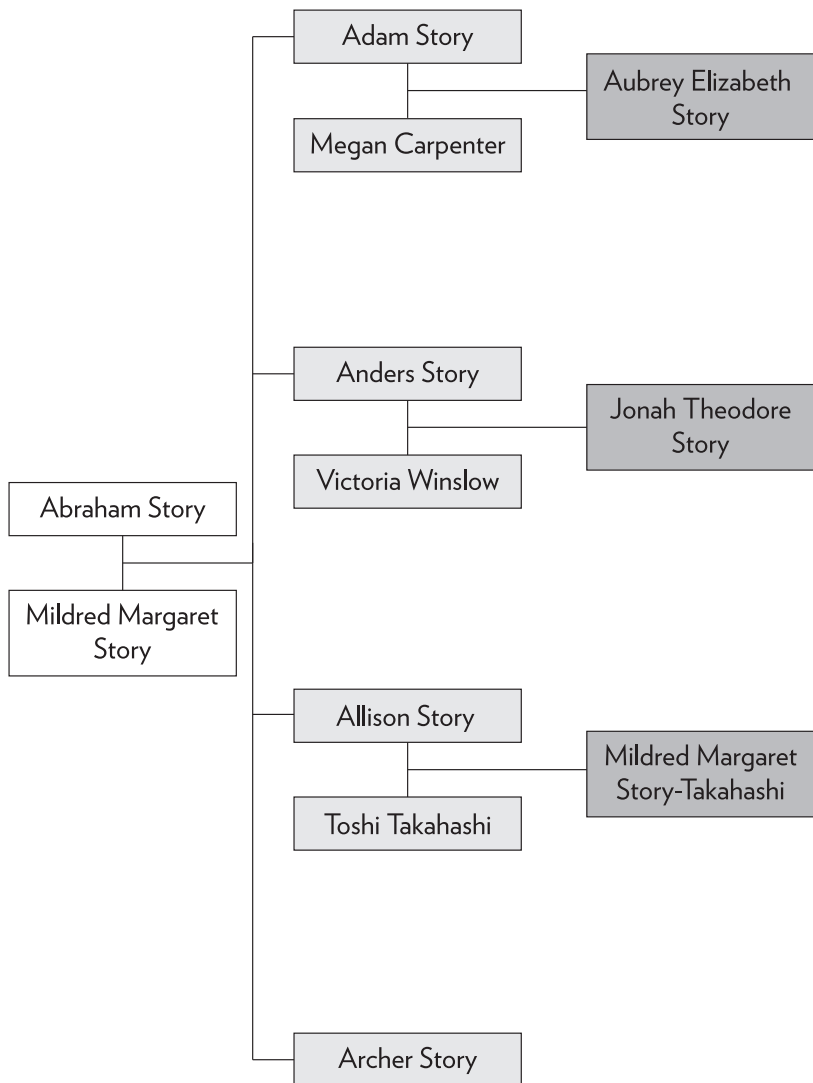 Adam Story
Aubrey Elizabeth
Story
Megan Carpenter
Anders Story
Jonah Theodore
Story
Victoria Winslow
Abraham Story
Mildred Margaret
Story
Allison Story
Mildred Margaret
Story-Takahashi
Toshi Takahashi
Archer Story